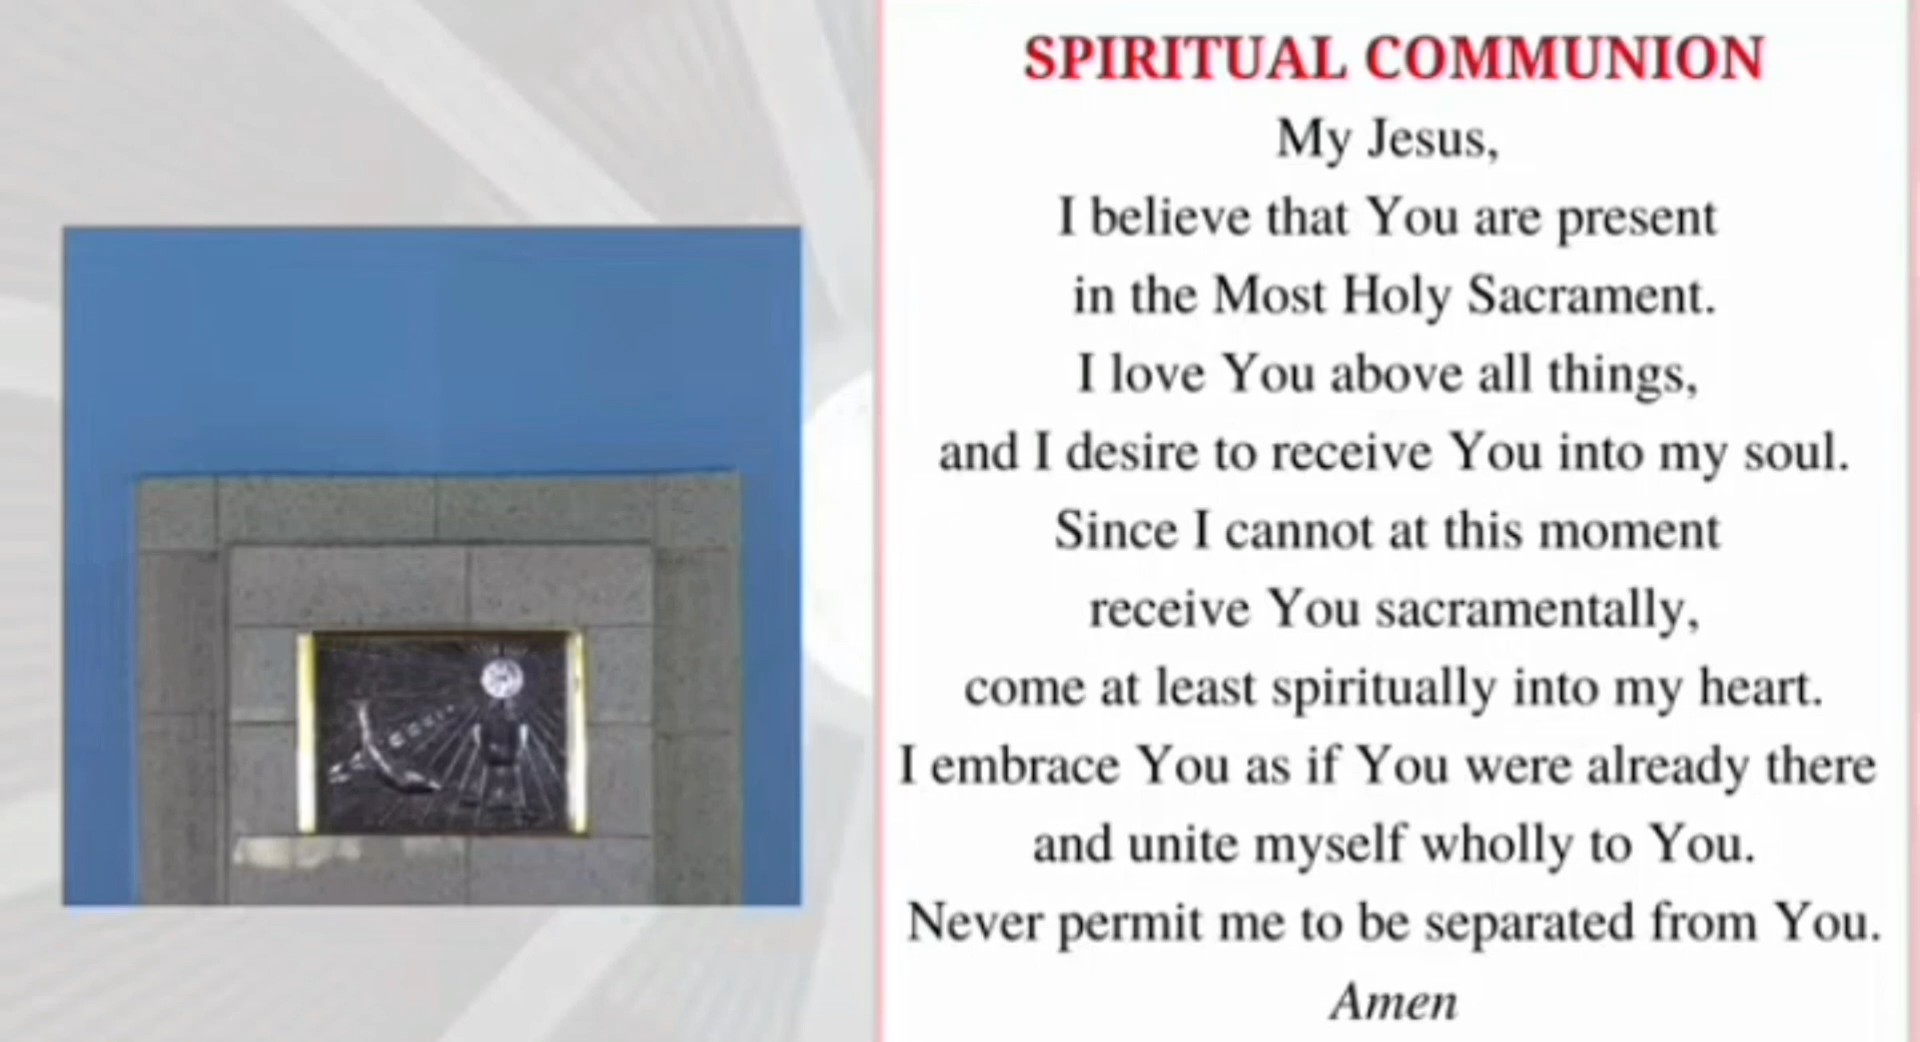 SPIRITUAL COMMUNION
My Jesus,
I believe that You are present
in the Most Holy Sacrament.
I love You above all things,
and I desire to receive You into my soul.
Since I cannot at this moment
receive You sacramentally,
come at least spiritually into my heart.
I embrace You as if You were already there
and unite myself wholly to You.
Never permit me to be separated from You.
Amen